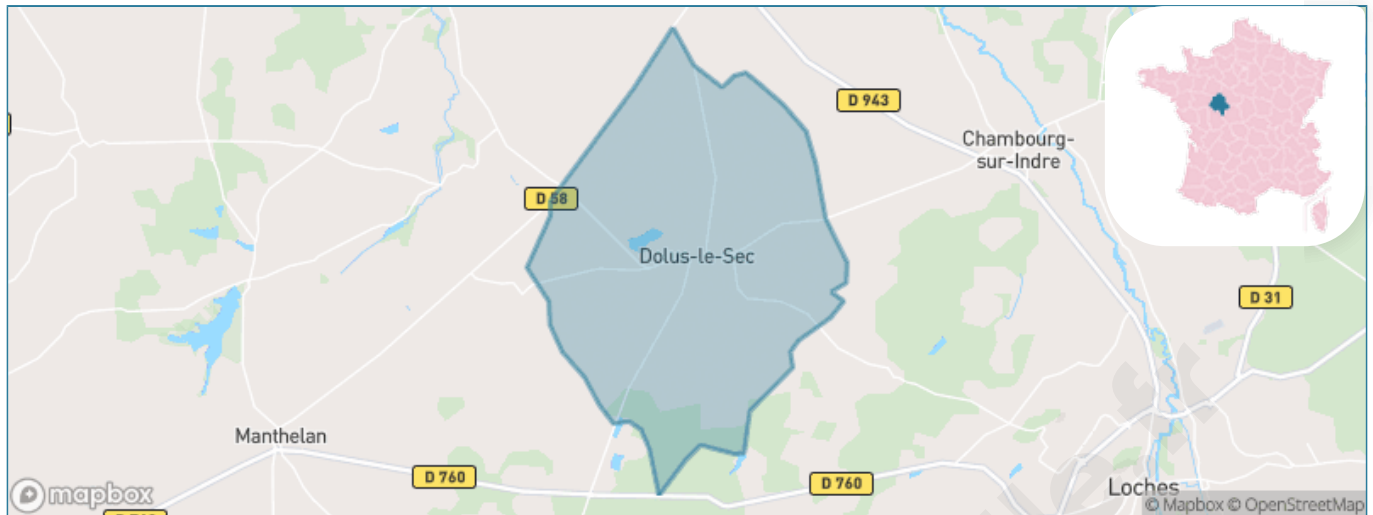 D 943
Chambourg-
sur-Indre
D 58
Dolus-le-Sec
D 31
Manthelan
D 760
D 760
Loches
mapbox
© Mapbox © OpenStreetMap